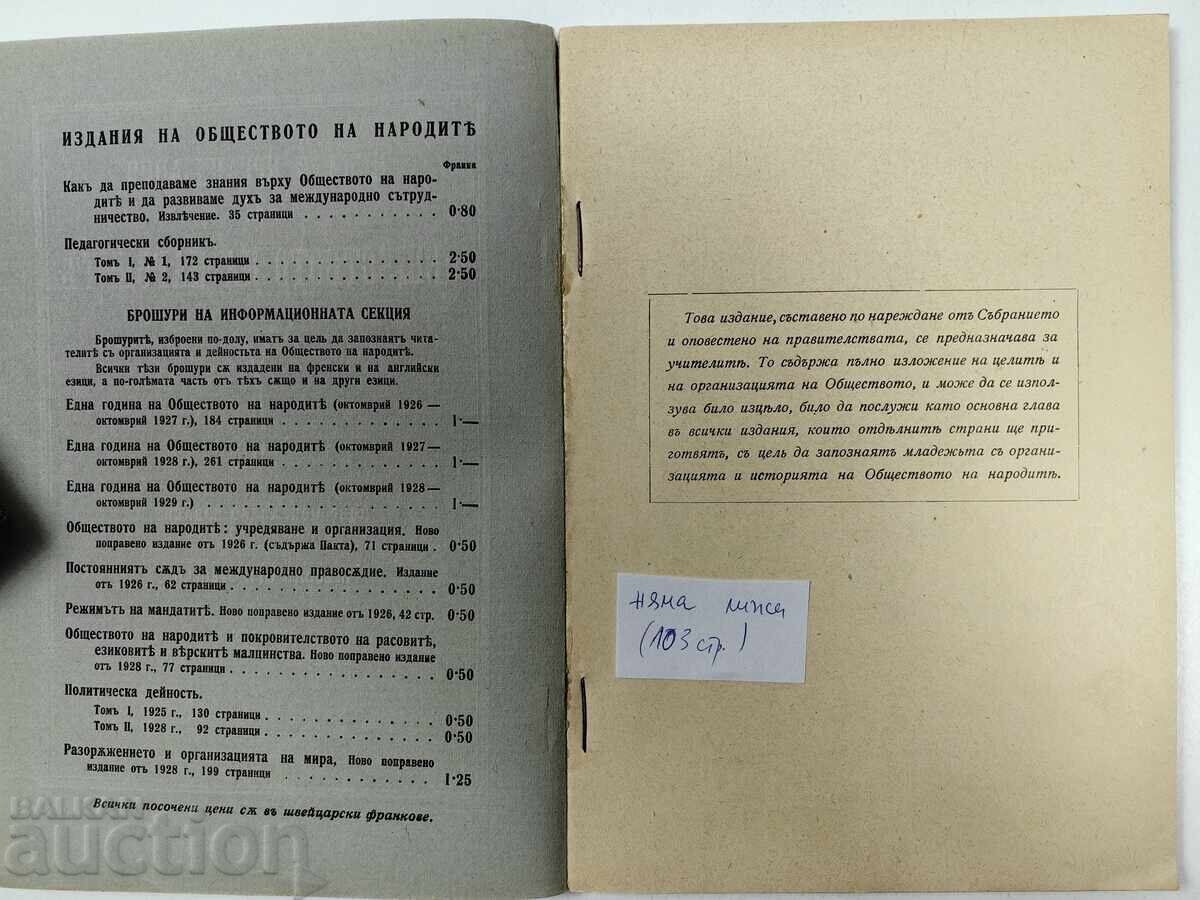 ИЗДАНИЯ НА ОБЩЕСТВОТО НА НАРОДИТѢ
Франки
Какъ да преподаваме знания върху Обществото на наро-
дитѣ и да развиваме духъ за международно сътруд-
ничество. Извлѣчение. 35 страници . . . . . . . . . . . 0·80
Педагогически сборникъ.
Томъ I, № 1, 172 страници . . . . . . . . . . . . . . 2·50
Томъ II, № 2, 143 страници . . . . . . . . . . . . . . 2·50
БРОШУРИ НА ИНФОРМАЦИОННАТА СЕКЦИЯ
Брошуритѣ, изброени по-долу, иматъ за цель да запознаят чита-
телитѣ съ организацията и дейностьта на Обществото на народитѣ.
Всички тѣзи брошури сѫ издадени на френски и на английски
езици, а по-голѣмата часть отъ тѣхъ сѫщо и на други езици.
Една година на Обществото на народитѣ (октомврий 1926 —
октомврий 1927 г.), 184 страници . . . . . . . . . . . . 1·—
Една година на Обществото на народитѣ (октомврий 1927—
октомврий 1928 г.), 261 страници . . . . . . . . . . . . 1·—
Една година на Обществото на народитѣ (октомврий 1928—
октомврий 1929 г.) . . . . . . . . . . . . . . . . . 1·—
Обществото на народитѣ: учредяване и организация. Ново
поправено издание отъ 1926 г. (съдържа Пакта), 71 страници . 0·50
Постоянниятъ сѫдъ за международно правосѫдие. Издание
отъ 1926 г., 62 страници . . . . . . . . . . . . . . . 0·50
Режимътъ на мандатитѣ. Ново поправено издание отъ 1926, 42 стр. 0·50
Обществото на народитѣ и покровителството на расовитѣ,
езиковитѣ и вѣрскитѣ малцинства. Ново поправено издание
отъ 1928 г., 77 страници . . . . . . . . . . . . . . . 0·50
Политическа дейность.
Томъ I, 1925 г., 130 страници . . . . . . . . . . . . . 0·50
Томъ II, 1928 г., 92 страници . . . . . . . . . . . . . 0·50
Разорѫжението и организацията на мира, Ново поправено
издание отъ 1928 г., 199 страници . . . . . . . . . . . 1·25
Всички посочени цени сѫ въ швейцарски франкове.
Това издание, съставено по нареждане отъ Събранието
и оповестено на правителствата, се предназначава за
учителитѣ. То съдържа пълно изложение на целитѣ и
на организацията на Обществото, и може да се изпол-
зува било изцѣло, било да послужи като основна глава
въ всички издания, които отдѣлнитѣ страни ще при-
готвятъ, съ цель да запознаятъ младежьта съ органи-
зацията и историята на Обществото на народитѣ.
няма липси
(103 стр.)
БАЛКАН
auction